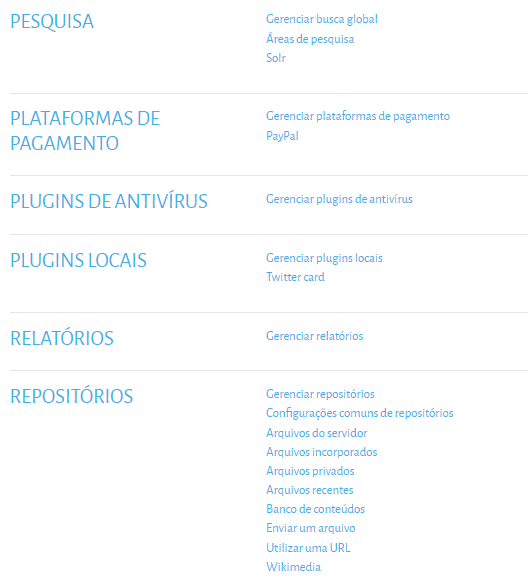 PESQUISA
Gerenciar busca global
Áreas de pesquisa
Solr
PLATAFORMAS DE
PAGAMENTO
Gerenciar plataformas de pagamento
PayPal
PLUGINS DE ANTIVÍRUS
Gerenciar plugins de antivírus
PLUGINS LOCAIS
Gerenciar plugins locais
Twitter card
RELATÓRIOS
Gerenciar relatórios
REPOSITÓRIOS
Gerenciar repositórios
Configurações comuns de repositórios
Arquivos do servidor
Arquivos incorporados
Arquivos privados
Arquivos recentes
Banco de conteúdos
Enviar um arquivo
Utilizar uma URL
Wikimedia